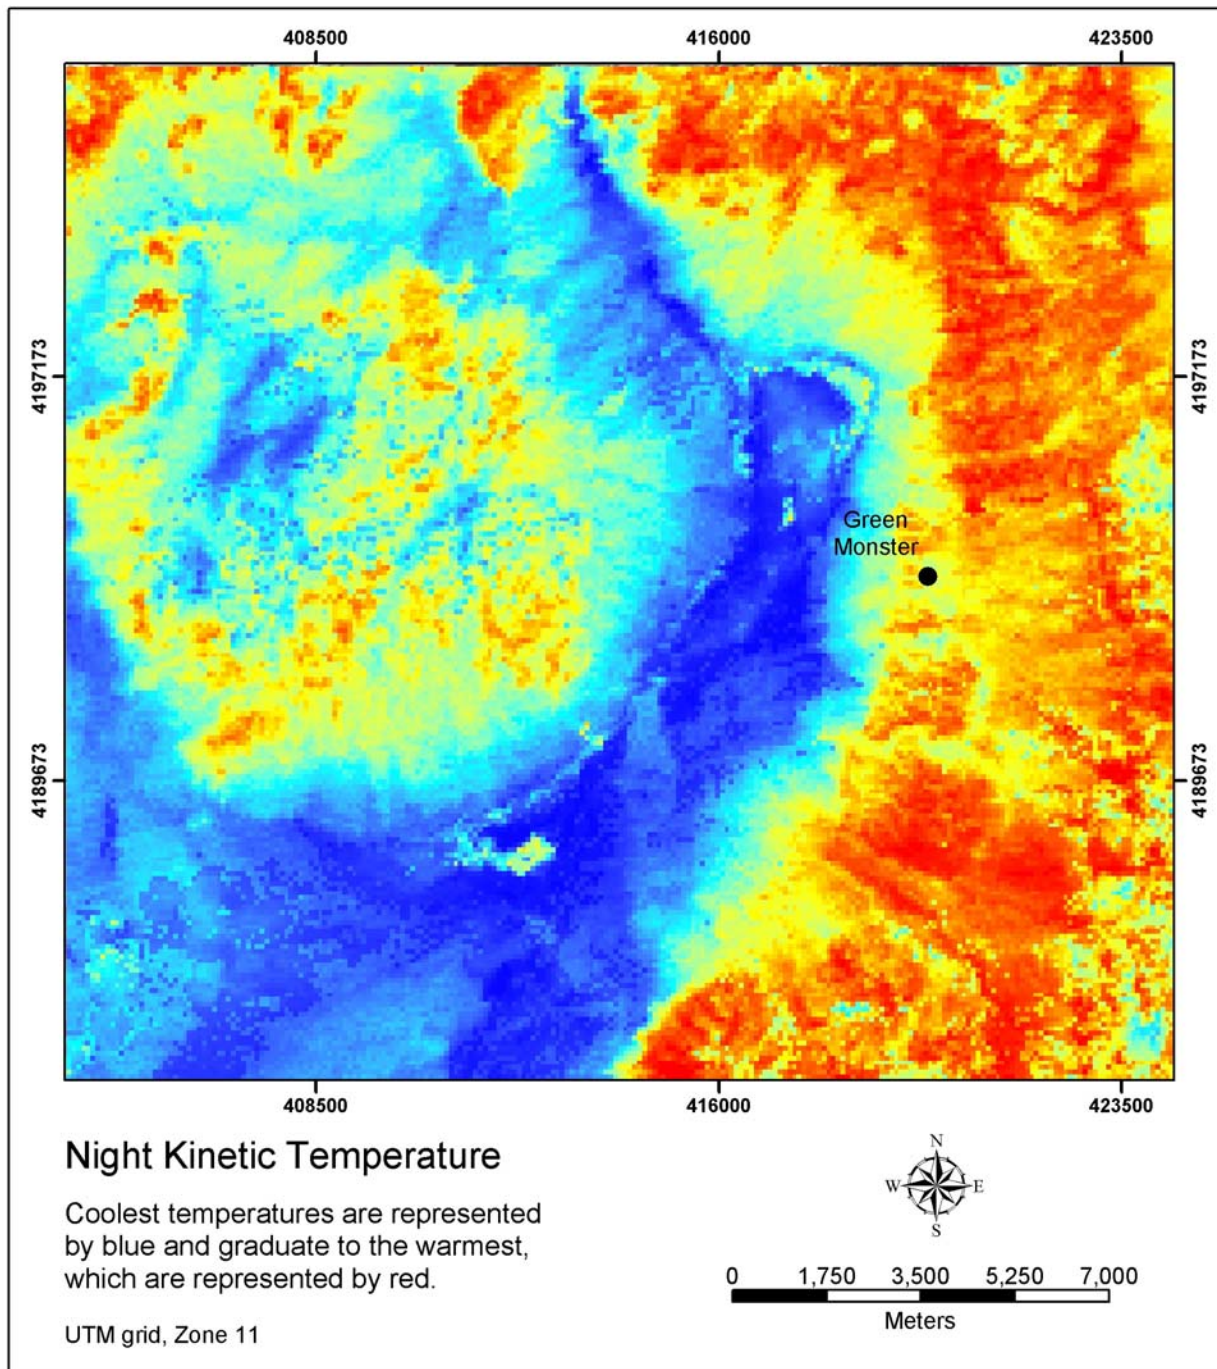 408500 416000 423500
4197173 4197173
Green
Monster
4189673 4189673
408500 416000 423500
Night Kinetic Temperature
Coolest temperatures are represented
by blue and graduate to the warmest,
which are represented by red.
UTM grid, Zone 11
N
W E
S
0 1,750 3,500 5,250 7,000
Meters